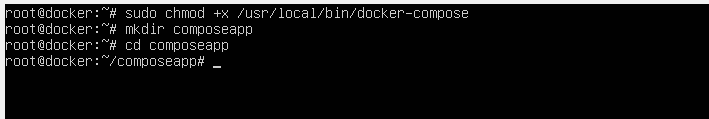 root@docker:~# sudo chmod +x /usr/local/bin/docker-compose
root@docker:~# mkdir composeapp
root@docker:~# cd composeapp
root@docker:~/composeapp# _